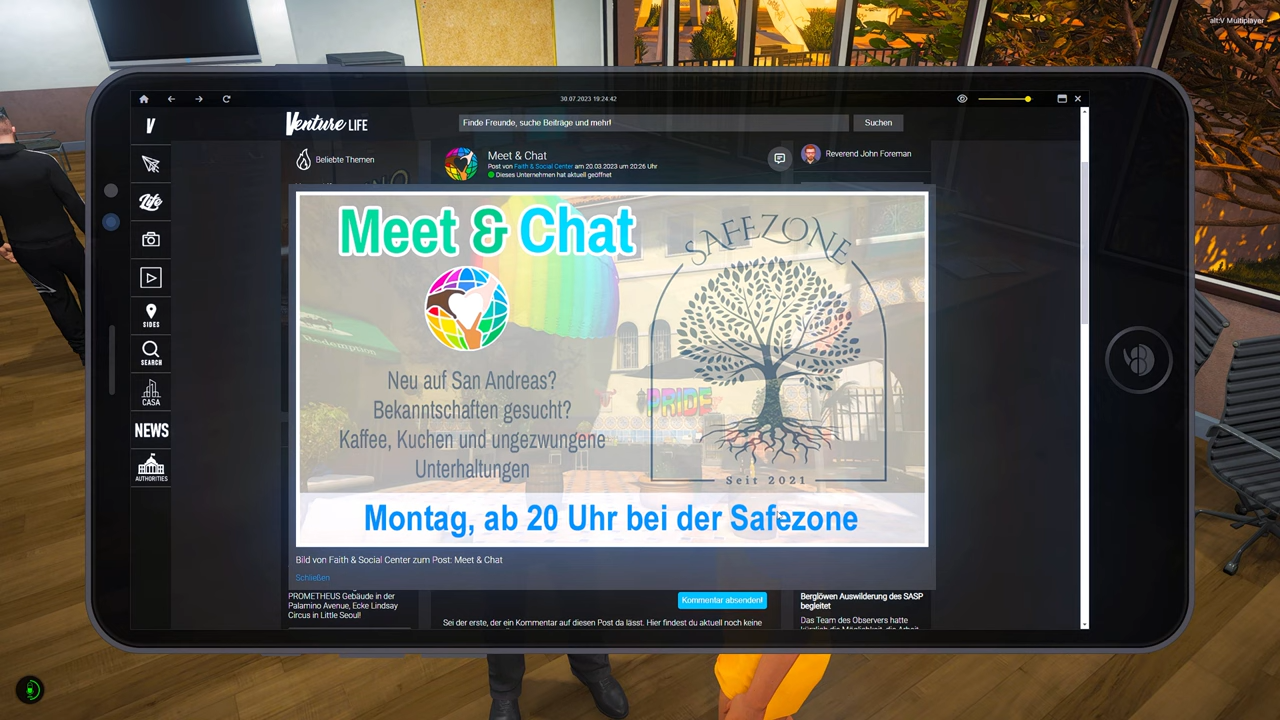 alt:V Multiplayer
30.07.2023 19:24:42
V
Venture LIFE
Finde Freunde, suche Beiträge und mehr!
Suchen
Beliebte Themen
Meet & Chat
Post von Faith & Social Center am 20.03.2023 um 20:26 Uhr
Dieses Unternehmen hat aktuell geöffnet
Reverend John Foreman
Life
SIDES
SEARCH
CASA
NEWS
AUTHORITIES
Meet & Chat
SAFEZONE
Redemption
PRIDE
Neu auf San Andreas?
Bekanntschaften gesucht?
Kaffee, Kuchen und ungezwungene
Unterhaltungen
Seit 2021
Montag, ab 20 Uhr bei der Safezone
Bild von Faith & Social Center zum Post: Meet & Chat
Schließen
PROMETHEUS Gebäude in der
Palamino Avenue, Ecke Lindsay
Circus in Little Seoul!
Kommentar absenden!
Sei der erste, der ein Kommentar auf diesen Post da lässt. Hier findest du aktuell noch keine
Berglöwen Auswilderung des SASP
begleitet
Das Team des Observers hatte